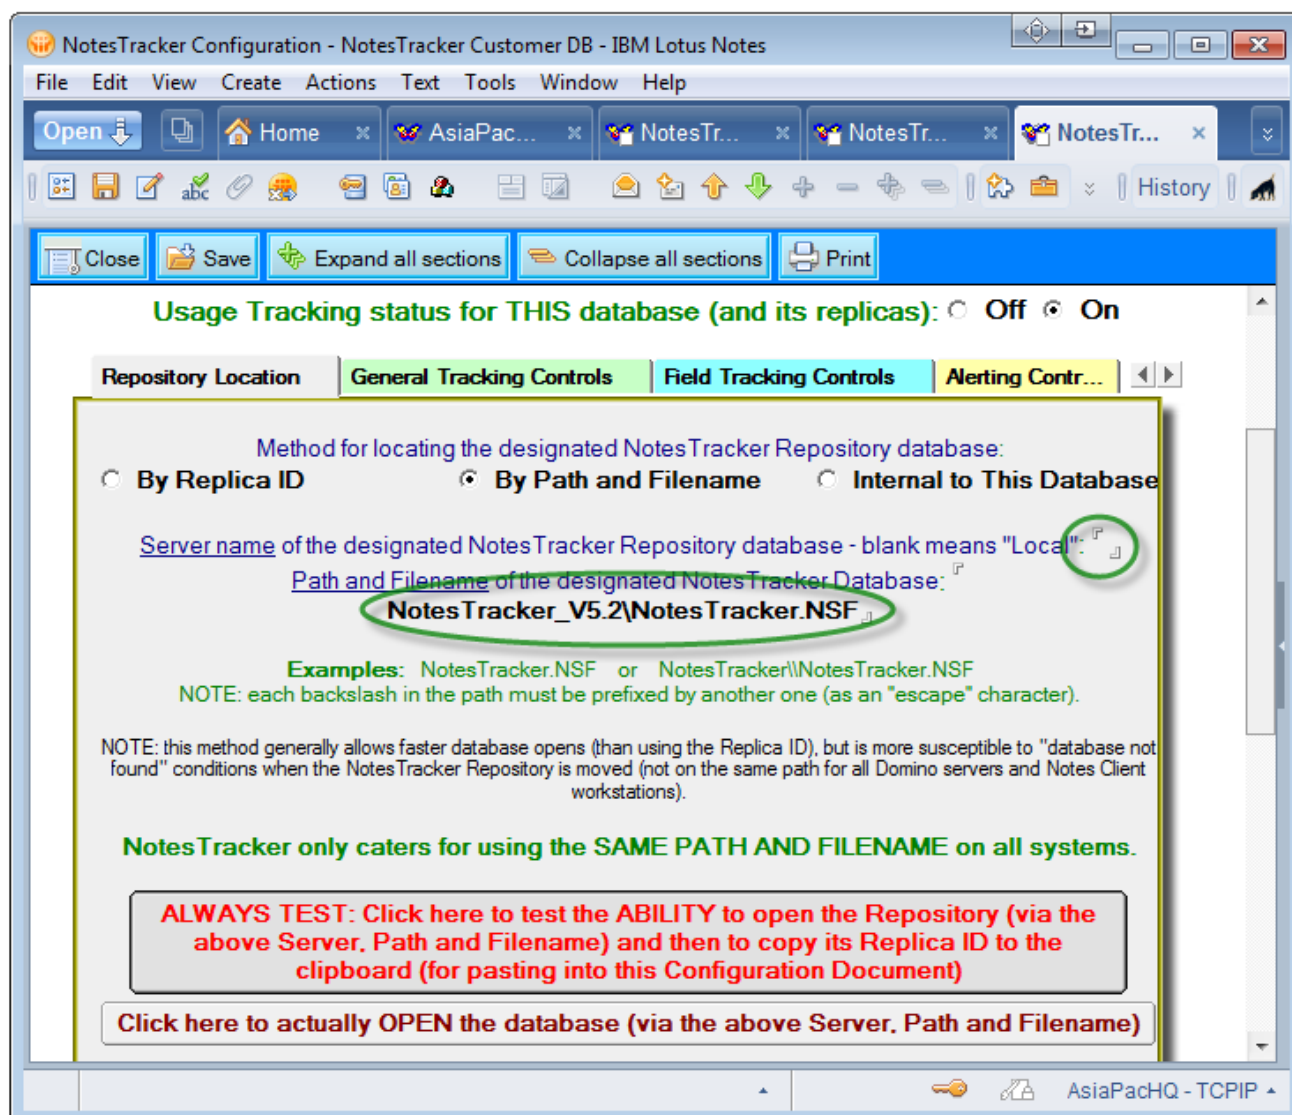 NotesTracker Configuration - NotesTracker Customer DB - IBM Lotus Notes
File Edit View Create Actions Text Tools Window Help
Open Home AsiaPac... NotesTr... NotesTr... NotesTr...
abc History
Close Save Expand all sections Collapse all sections Print
Usage Tracking status for THIS database (and its replicas): Off On
Repository Location General Tracking Controls Field Tracking Controls Alerting Contr...
Method for locating the designated NotesTracker Repository database:
By Replica ID By Path and Filename Internal to This Database
Server name of the designated NotesTracker Repository database - blank means "Local":
Path and Filename of the designated NotesTracker Database:
NotesTracker_V5.2\NotesTracker.NSF
Examples: NotesTracker.NSF or NotesTracker\\NotesTracker.NSF
NOTE: each backslash in the path must be prefixed by another one (as an "escape" character).
NOTE: this method generally allows faster database opens (than using the Replica ID), but is more susceptible to "database not
found" conditions when the NotesTracker Repository is moved (not on the same path for all Domino servers and Notes Client
workstations).
NotesTracker only caters for using the SAME PATH AND FILENAME on all systems.
ALWAYS TEST: Click here to test the ABILITY to open the Repository (via the
above Server, Path and Filename) and then to copy its Replica ID to the
clipboard (for pasting into this Configuration Document)
Click here to actually OPEN the database (via the above Server, Path and Filename)
AsiaPacHQ - TCPIP